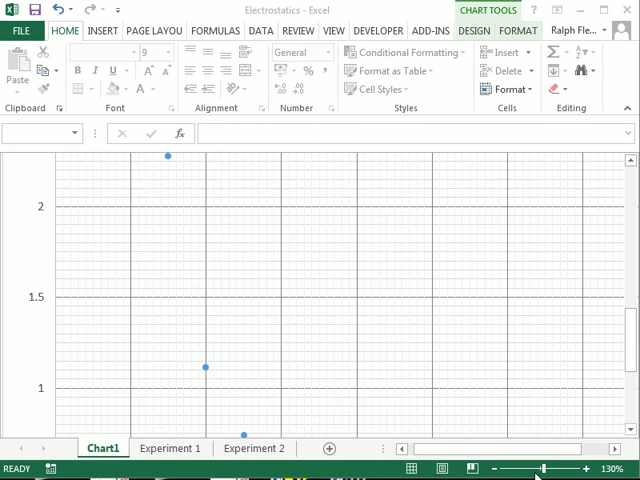 Electrostatics - Excel
CHART TOOLS
FILE HOME INSERT PAGE LAYOU FORMULAS DATA REVIEW VIEW DEVELOPER ADD-INS DESIGN FORMAT Ralph Fle...
Paste
9
General
Conditional Formatting
Format as Table
Cell Styles
Insert
Delete
Format
Clipboard Font Alignment Number Styles Cells Editing
2
1.5
1
Chart1 Experiment 1 Experiment 2
READY 130%